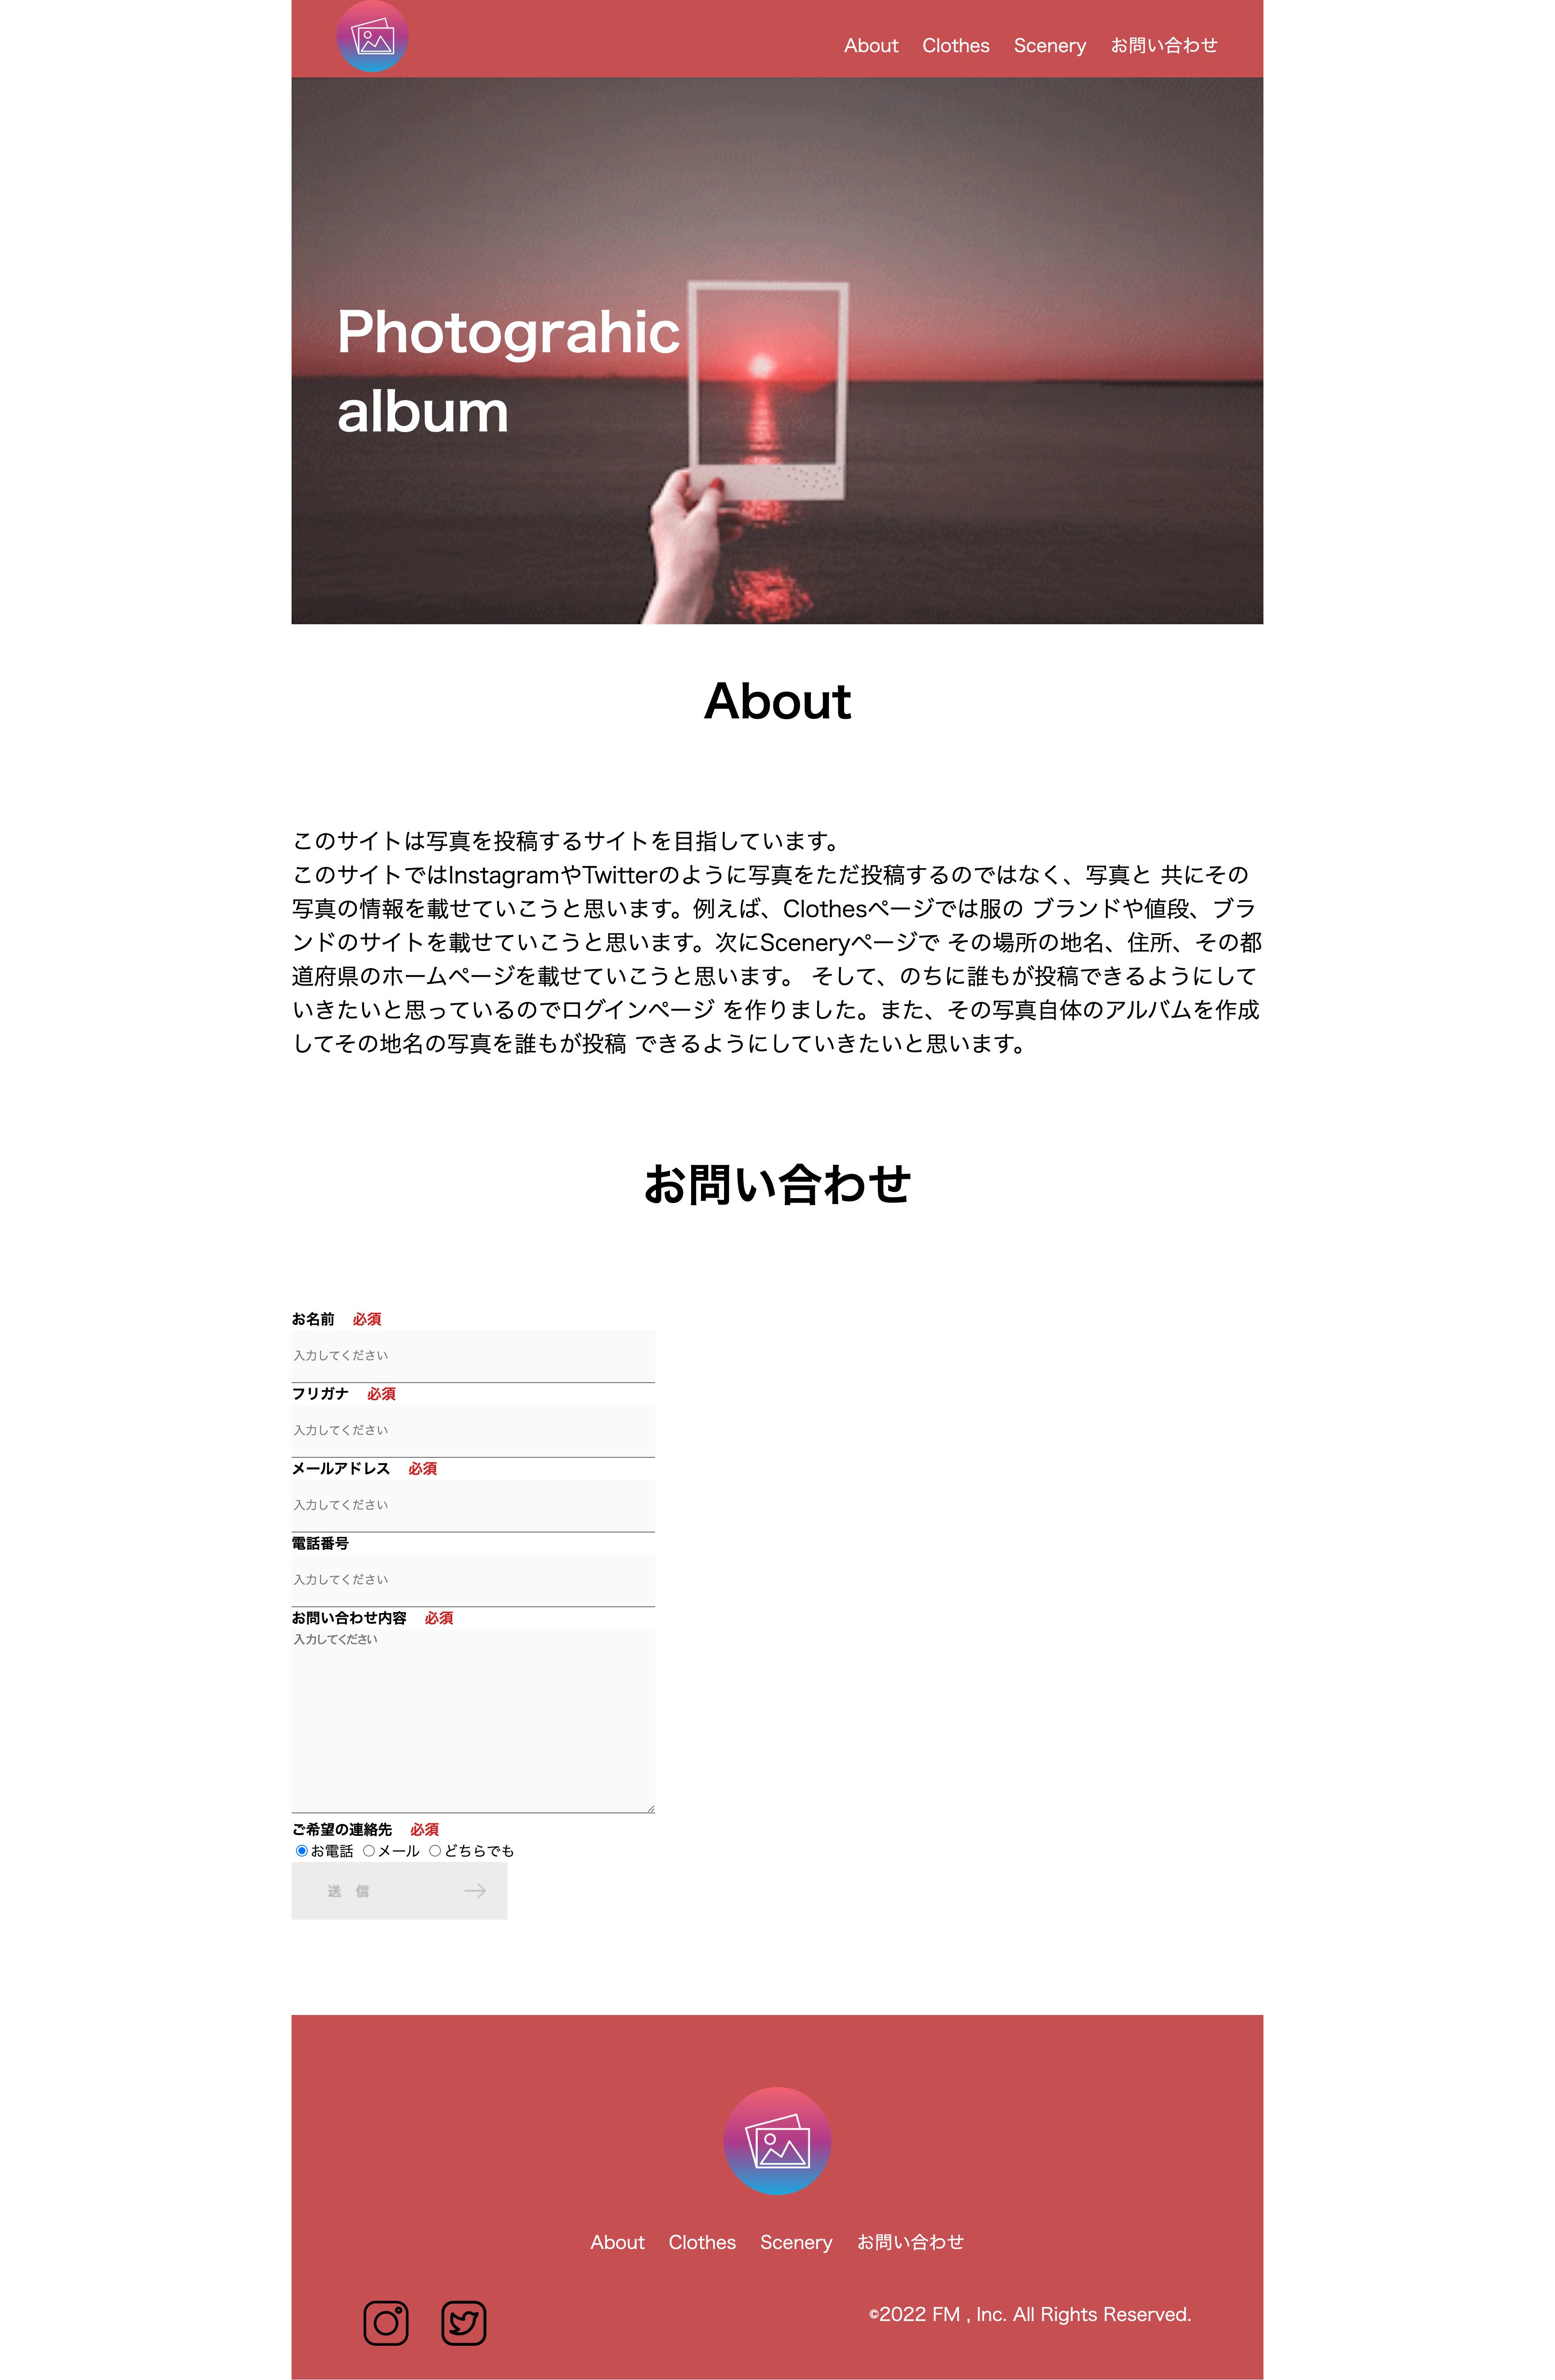 About Clothes Scenery お問い合わせ
Photograhic
album
About
このサイトは写真を投稿するサイトを目指しています。
このサイトではInstagramやTwitterのように写真をただ投稿するのではなく、写真と 共にその
写真の情報を載せていこうと思います。例えば、Clothesページでは服の ブランドや値段、ブラ
ンドのサイトを載せていこうと思います。次にSceneryページで その場所の地名、住所、その都
道府県のホームページを載せていこうと思います。 そして、のちに誰もが投稿できるようにして
いきたいと思っているのでログインページ を作りました。また、その写真自体のアルバムを作成
してその地名の写真を誰もが投稿 できるようにしていきたいと思います。
お問い合わせ
お名前 必須
入力してください
フリガナ 必須
入力してください
メールアドレス 必須
入力してください
電話番号
入力してください
お問い合わせ内容 必須
入力してください
ご希望の連絡先 必須
お電話 メール どちらでも
送 信
About Clothes Scenery お問い合わせ
©2022 FM , Inc. All Rights Reserved.